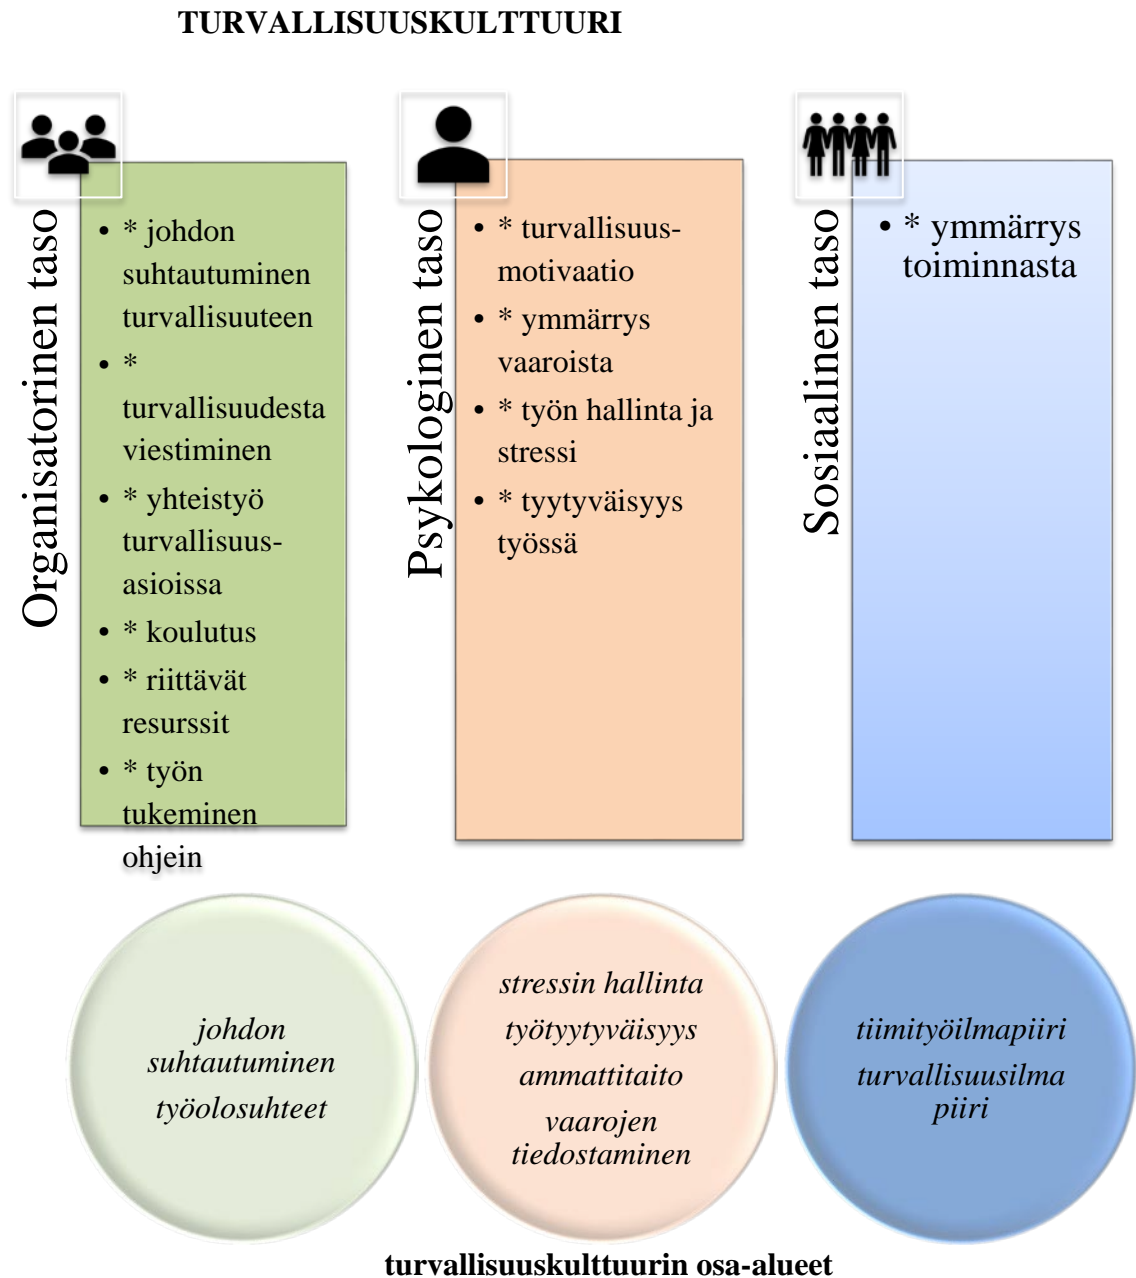 TURVALLISUUSKULTTUURI
Organisatorinen taso
• * johdon
suhtautuminen
turvallisuuteen
• *
turvallisuudesta
viestiminen
• * yhteistyö
turvallisuus-
asioissa
• * koulutus
• * riittävät
resurssit
• * työn
tukeminen
ohjein
Psykologinen taso
• * turvallisuus-
motivaatio
• * ymmärrys
vaaroista
• * työn hallinta ja
stressi
• * tyytyväisyys
työssä
Sosiaalinen taso
• * ymmärrys
toiminnasta
johdon
suhtautuminen
työolosuhteet
stressin hallinta
työtyytyväisyys
ammattitaito
vaarojen
tiedostaminen
tiimityöilmapiiri
turvallisuusilma
piiri
turvallisuuskulttuurin osa-alueet